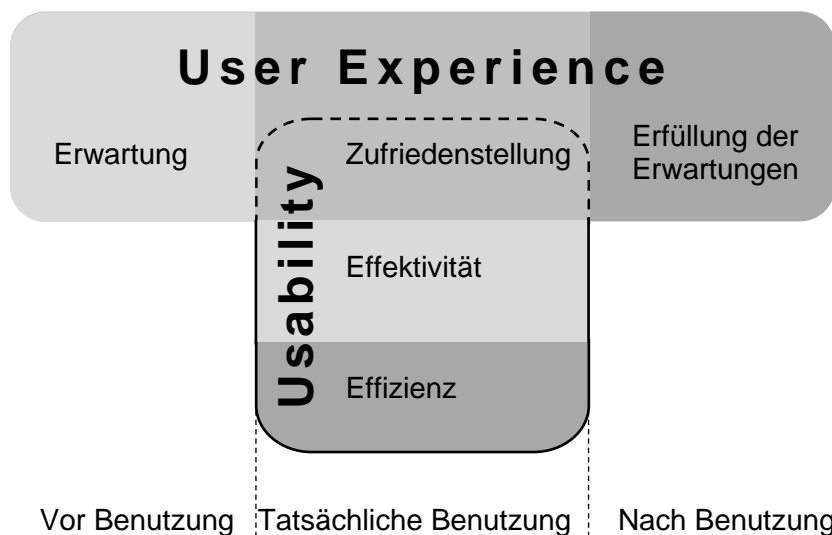 User Experience
Erwartung
Zufriedenstellung
Erfüllung der
Erwartungen
Usability
Effektivität
Effizienz
Vor Benutzung
Tatsächliche Benutzung
Nach Benutzung